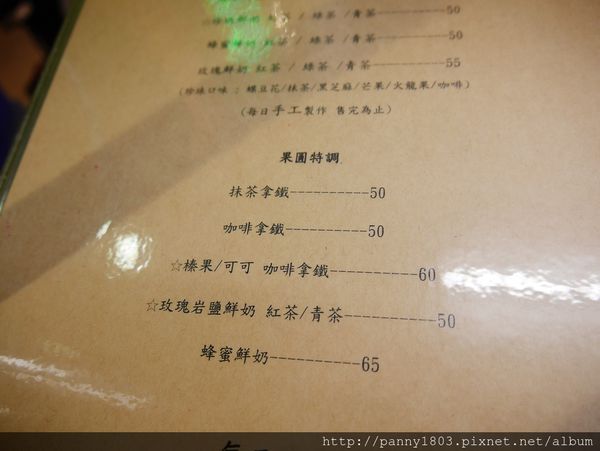 鮮奶 紅茶 / 綠茶 /青茶----------50
蜂蜜鮮奶 紅茶 / 綠茶 /青茶----------50
玫瑰鮮奶 紅茶 / 綠茶 /青茶----------55
(珍珠口味 : 蝶豆花/抹茶/黑芝麻/芒果/火龍果/咖啡)
(每日手工製作 售完為止)
果圓特調
抹茶拿鐵----------50
咖啡拿鐵----------50
☆榛果/可可 咖啡拿鐵----------60
☆玫瑰岩鹽鮮奶 紅茶/青茶----------50
蜂蜜鮮奶----------65
http://panny1803.pixnet.net/album